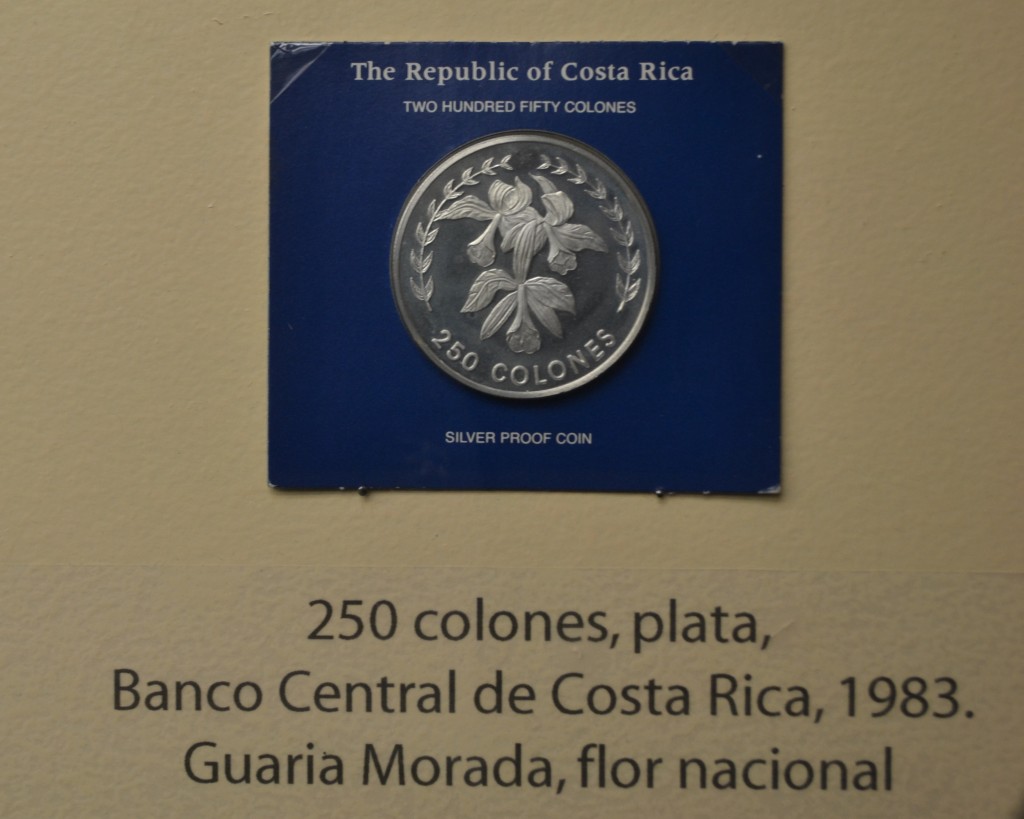 The Republic of Costa Rica
TWO HUNDRED FIFTY COLONES
250 COLONES
SILVER PROOF COIN
250 colones, plata,
Banco Central de Costa Rica, 1983.
Guaria Morada, flor nacional